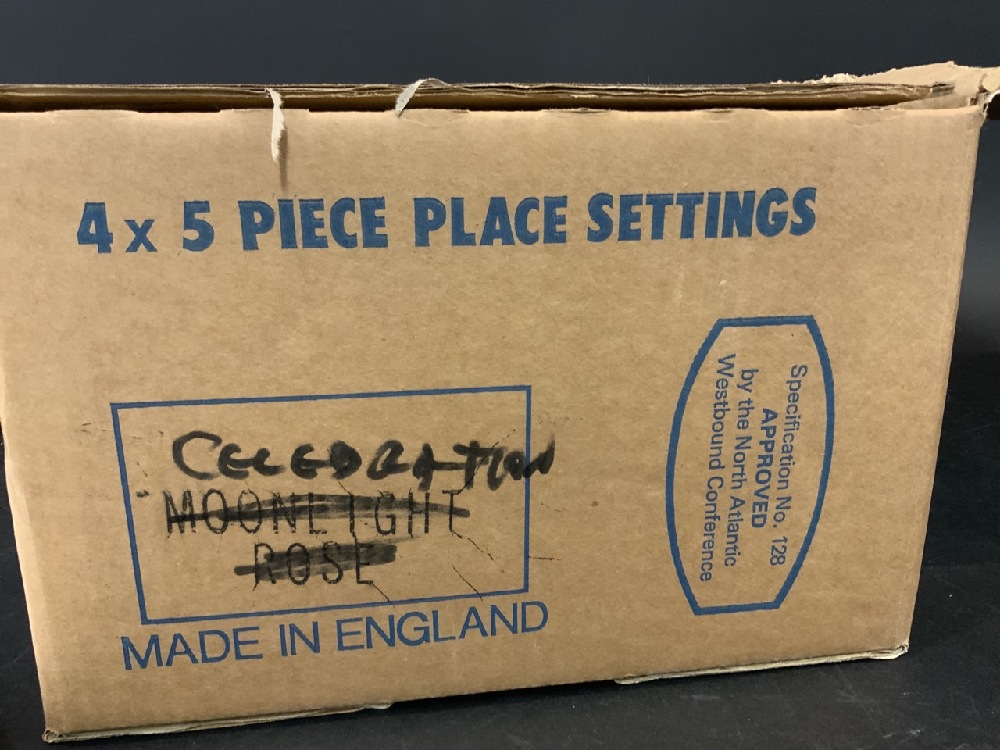 4 x 5 PIECE PLACE SETTINGS
CELEBRATION
MOONLIGHT
ROSE
MADE IN ENGLAND
Specification No. 128
APPROVED
by the North Atlantic
Westbound Conference